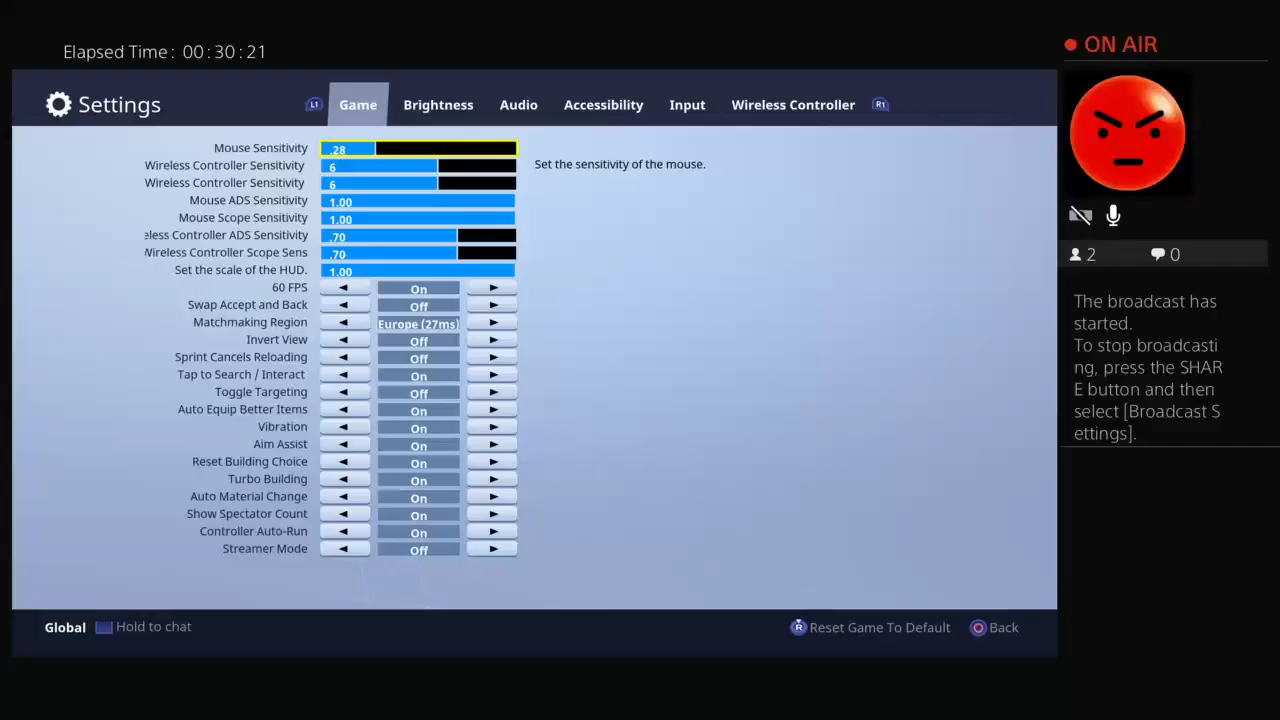 Elapsed Time: 00:30:21
ON AIR
Settings
L1 Game Brightness Audio Accessibility Input Wireless Controller R1
Mouse Sensitivity .28
Set the sensitivity of the mouse.
Wireless Controller Sensitivity 6
Wireless Controller Sensitivity 6
Mouse ADS Sensitivity 1.00
Mouse Scope Sensitivity 1.00
eless Controller ADS Sensitivity .70
Wireless Controller Scope Sens .70
Set the scale of the HUD. 1.00
60 FPS On
Swap Accept and Back Off
Matchmaking Region Europe (27ms)
Invert View Off
Sprint Cancels Reloading Off
Tap to Search / Interact On
Toggle Targeting Off
Auto Equip Better Items On
Vibration On
Aim Assist On
Reset Building Choice On
Turbo Building On
Auto Material Change On
Show Spectator Count On
Controller Auto-Run On
Streamer Mode Off
Global Hold to chat
R Reset Game To Default Back
2 0
The broadcast has
started.
To stop broadcasti
ng, press the SHAR
E button and then
select [Broadcast S
ettings].